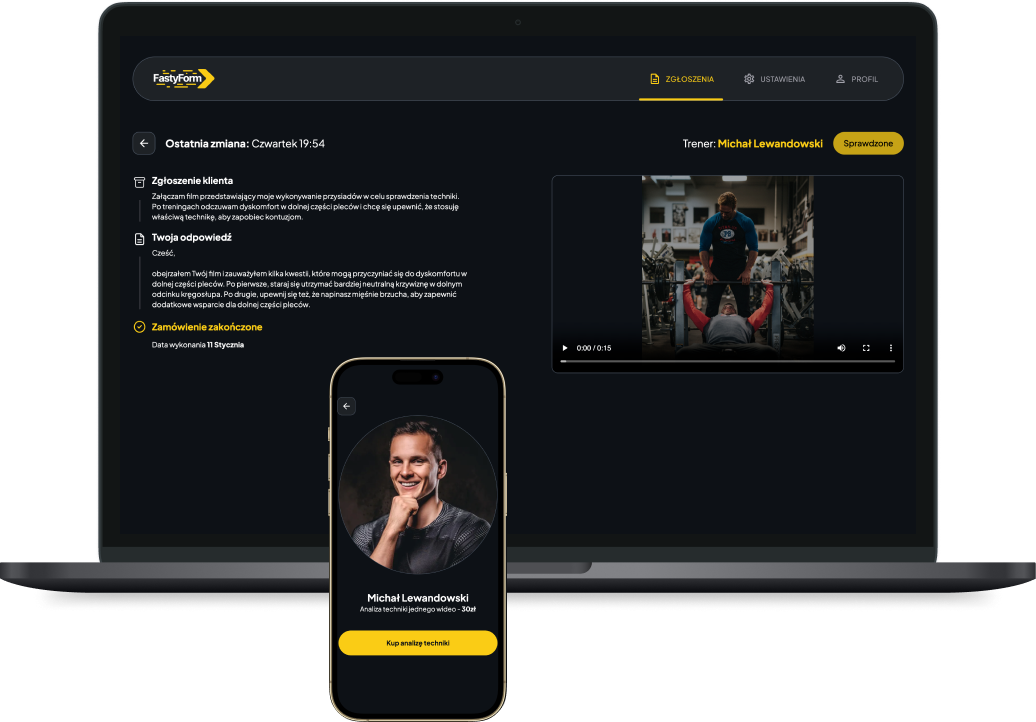 FastyForm
ZGŁOSZENIA
USTAWIENIA
PROFIL
Ostatnia zmiana: Czwartek 19:54
Trener: Michał Lewandowski
Sprawdzone
Zgłoszenie klienta
Załączam film przedstawiający moje wykonywanie przysiadów w celu sprawdzenia techniki.
Po treningach odczuwam dyskomfort w dolnej części pleców i chcę się upewnić, że stosuję
właściwą technikę, aby zapobiec kontuzjom.
Twoja odpowiedź
Cześć,
obejrzałem Twój film i zauważyłem kilka kwestii, które mogą przyczyniać się do dyskomfortu w
dolnej części pleców. Po pierwsze, staraj się utrzymać bardziej neutralną krzywiznę w dolnym
odcinku kręgosłupa. Po drugie, upewnij się też, że napinasz mięśnie brzucha, aby zapewnić
dodatkowe wsparcie dla dolnej części pleców.
Zamówienie zakończone
Data wykonania 11 Stycznia
0:00 / 0:15
Michał Lewandowski
Analiza techniki jednego wideo - 30zł
Kup analizę techniki